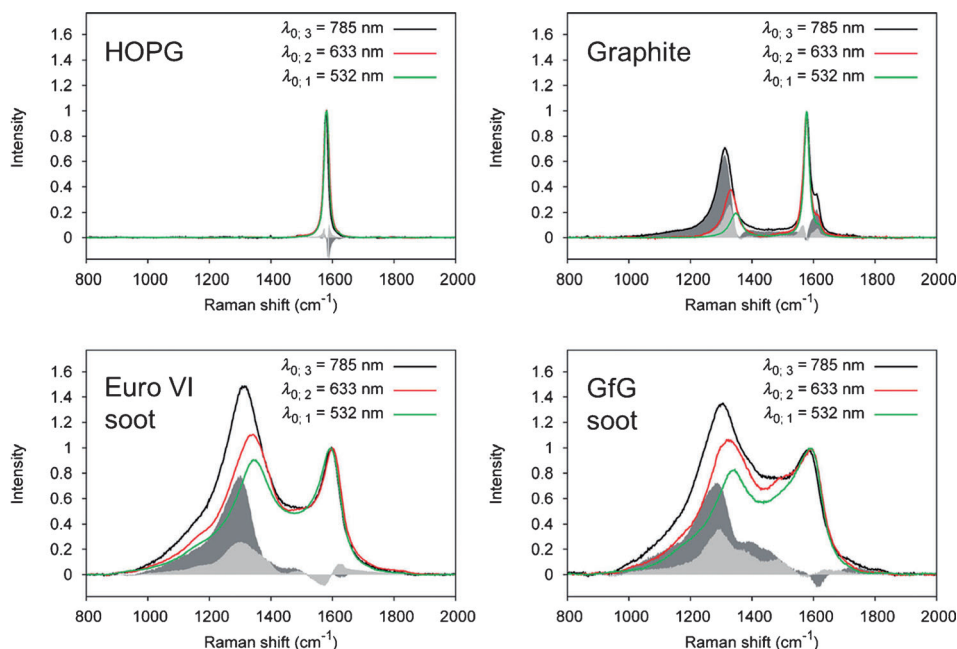 HOPG
λ0; 3 = 785 nm
λ0; 2 = 633 nm
λ0; 1 = 532 nm
Intensity
1.6
1.4
1.2
1
0.8
0.6
0.4
0.2
0
800 1000 1200 1400 1600 1800 2000
Raman shift (cm-1)
Graphite
λ0; 3 = 785 nm
λ0; 2 = 633 nm
λ0; 1 = 532 nm
Intensity
1.6
1.4
1.2
1
0.8
0.6
0.4
0.2
0
800 1000 1200 1400 1600 1800 2000
Raman shift (cm-1)
Euro VI
soot
λ0; 3 = 785 nm
λ0; 2 = 633 nm
λ0; 1 = 532 nm
Intensity
1.6
1.4
1.2
1
0.8
0.6
0.4
0.2
0
800 1000 1200 1400 1600 1800 2000
Raman shift (cm-1)
GfG
soot
λ0; 3 = 785 nm
λ0; 2 = 633 nm
λ0; 1 = 532 nm
Intensity
1.6
1.4
1.2
1
0.8
0.6
0.4
0.2
0
800 1000 1200 1400 1600 1800 2000
Raman shift (cm-1)